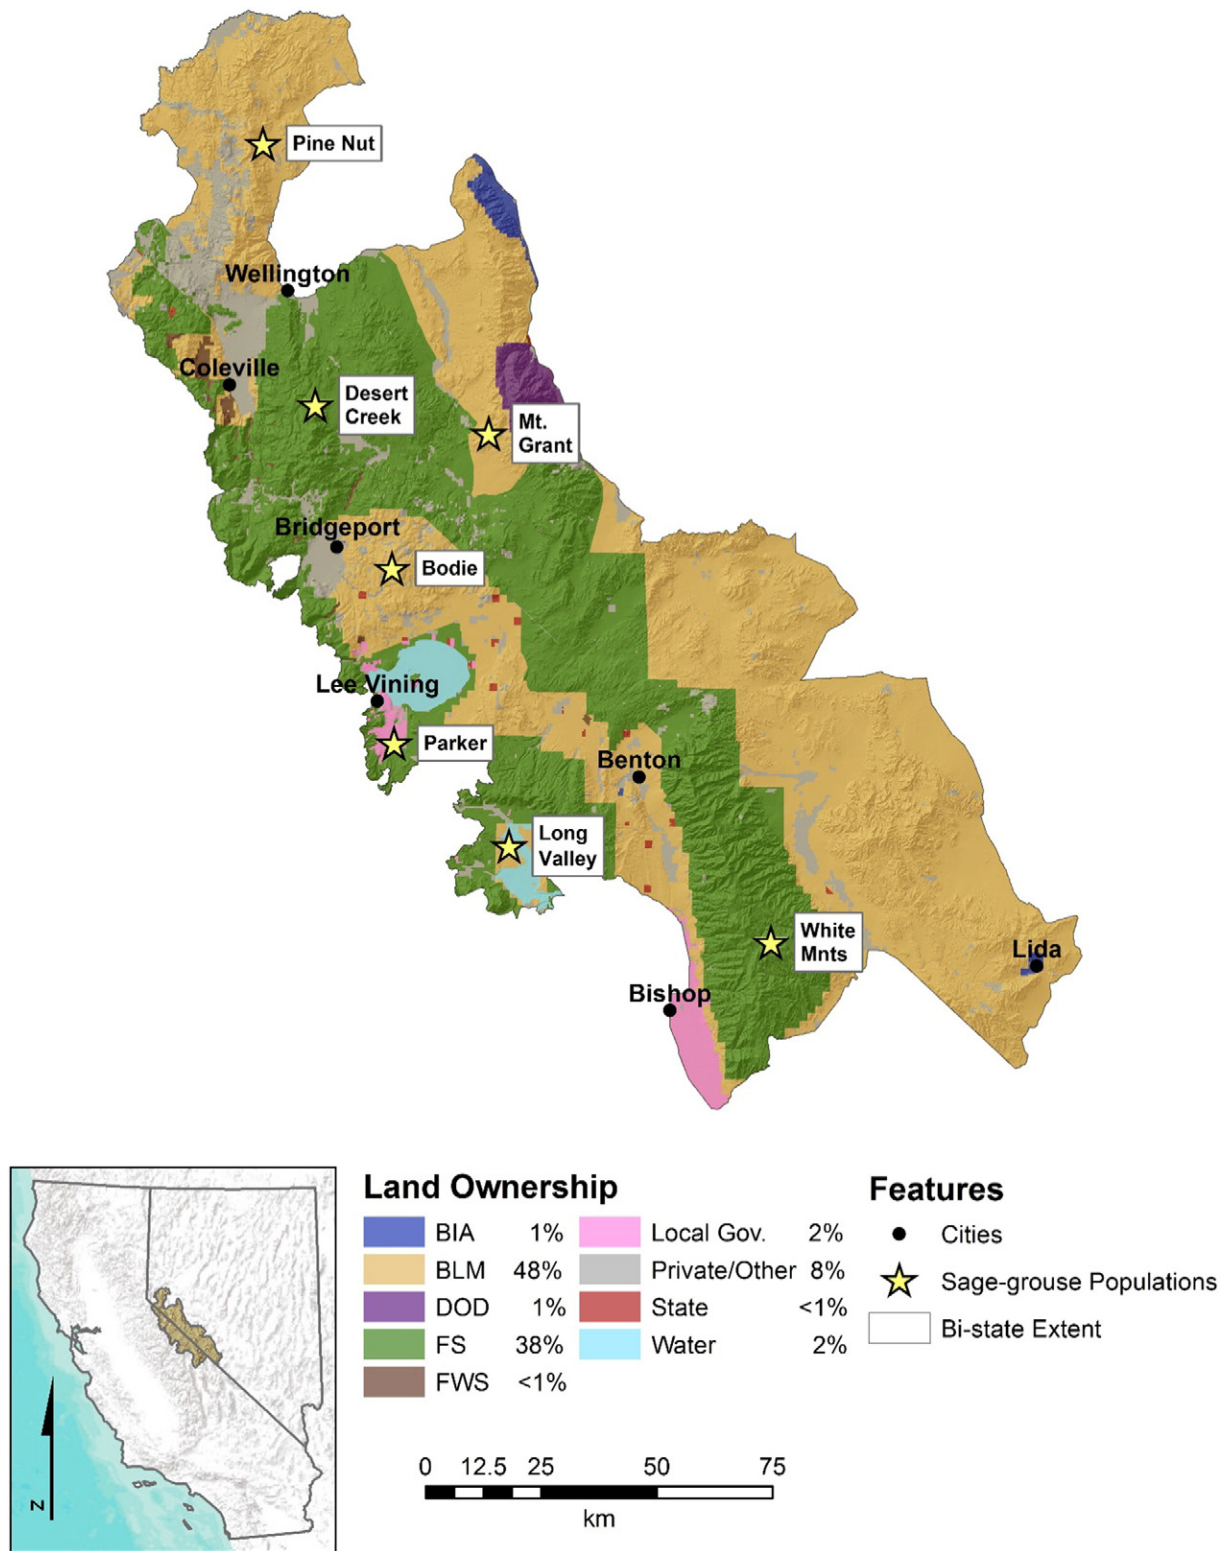 Pine Nut
Wellington
Coleville
Desert
Creek
Mt.
Grant
Bridgeport
Bodie
Lee Vining
Parker
Benton
Long
Valley
White
Mnts
Lida
Bishop
Land Ownership
BIA 1%
BLM 48%
DOD 1%
FS 38%
FWS <1%
Local Gov. 2%
Private/Other 8%
State <1%
Water 2%
Features
Cities
Sage-grouse Populations
Bi-state Extent
N
0 12.5 25 50 75
km